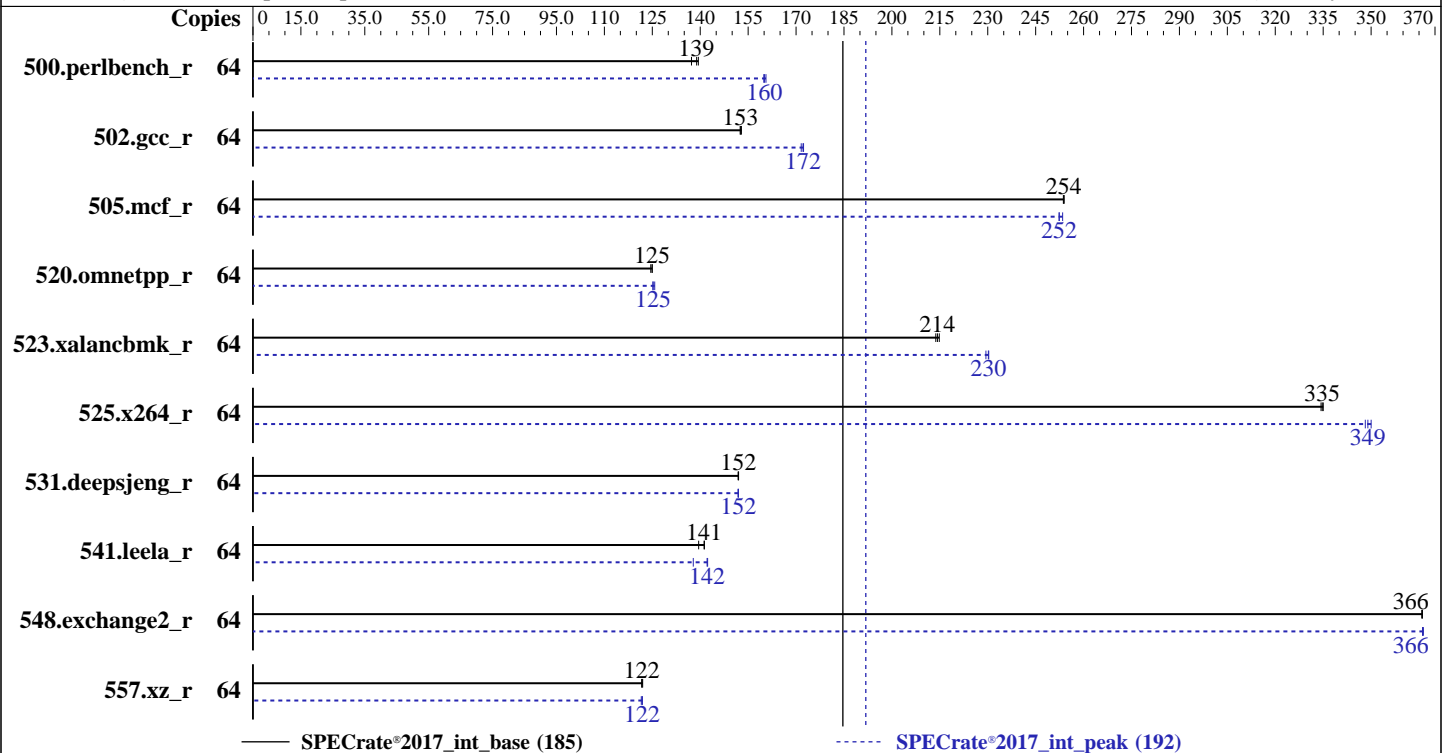 Copies 0 15.0 35.0 55.0 75.0 95.0 110 125 140 155 170 185 200 215 230 245 260 275 290 305 320 335 350 370
139
500.perlbench_r 64
160
153
502.gcc_r 64
172
254
505.mcf_r 64
252
125
520.omnetpp_r 64
125
214
523.xalancbmk_r 64
230
335
525.x264_r 64
349
152
531.deepsjeng_r 64
152
141
541.leela_r 64
142
366
548.exchange2_r 64
366
122
557.xz_r 64
122
SPECrate®2017_int_base (185) SPECrate®2017_int_peak (192)